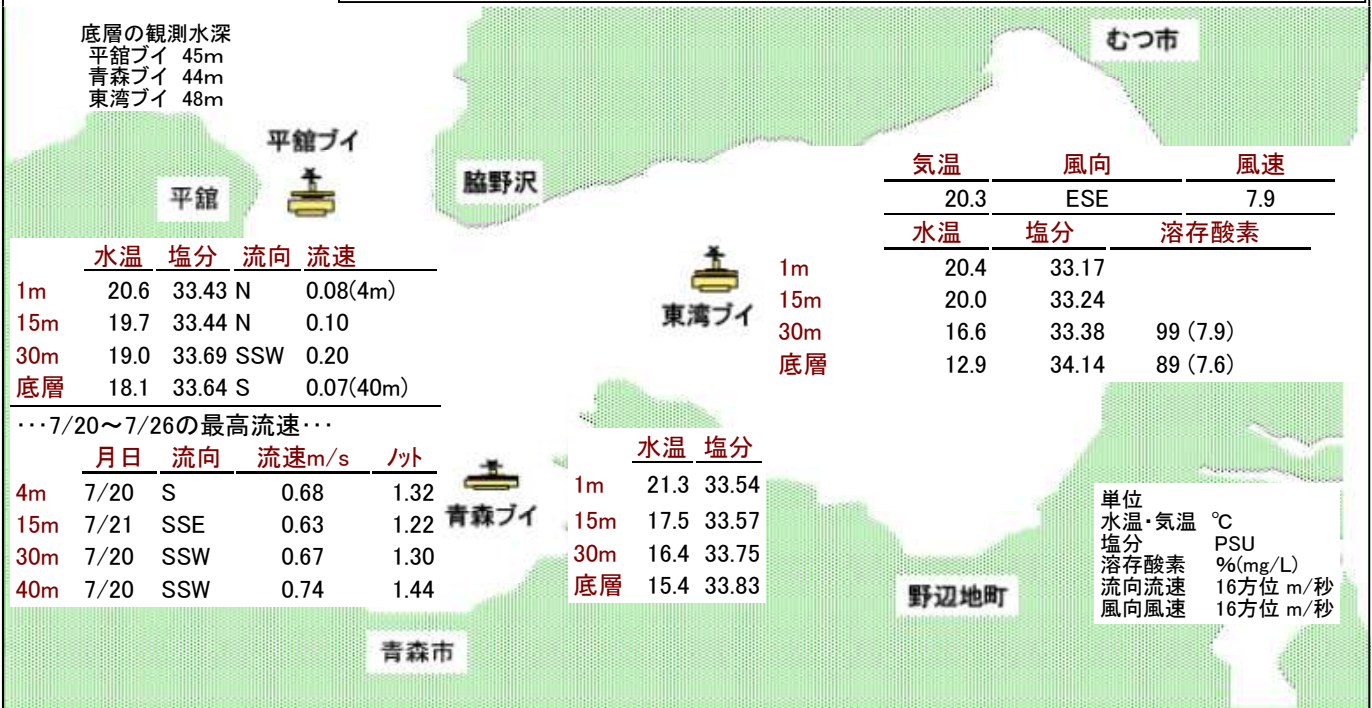 底層の観測水深
平舘ブイ 45m
青森ブイ 44m
東湾ブイ 48m
むつ市
平舘ブイ
平舘
脇野沢
気温 風向 風速
20.3 ESE 7.9
水温 塩分 溶存酸素
1m 20.4 33.17
15m 20.0 33.24
30m 16.6 33.38 99 (7.9)
底層 12.9 34.14 89 (7.6)
東湾ブイ
水温 塩分 流向 流速
1m 20.6 33.43 N 0.08(4m)
15m 19.7 33.44 N 0.10
30m 19.0 33.69 SSW 0.20
底層 18.1 33.64 S 0.07(40m)
･･･7/20～7/26の最高流速･･･
月日 流向 流速m/s ノット
4m 7/20 S 0.68 1.32
15m 7/21 SSE 0.63 1.22
30m 7/20 SSW 0.67 1.30
40m 7/20 SSW 0.74 1.44
青森ブイ
水温 塩分
1m 21.3 33.54
15m 17.5 33.57
30m 16.4 33.75
底層 15.4 33.83
単位
水温･気温 ℃
塩分 PSU
溶存酸素 %(mg/L)
流向流速 16方位 m/秒
風向風速 16方位 m/秒
野辺地町
青森市